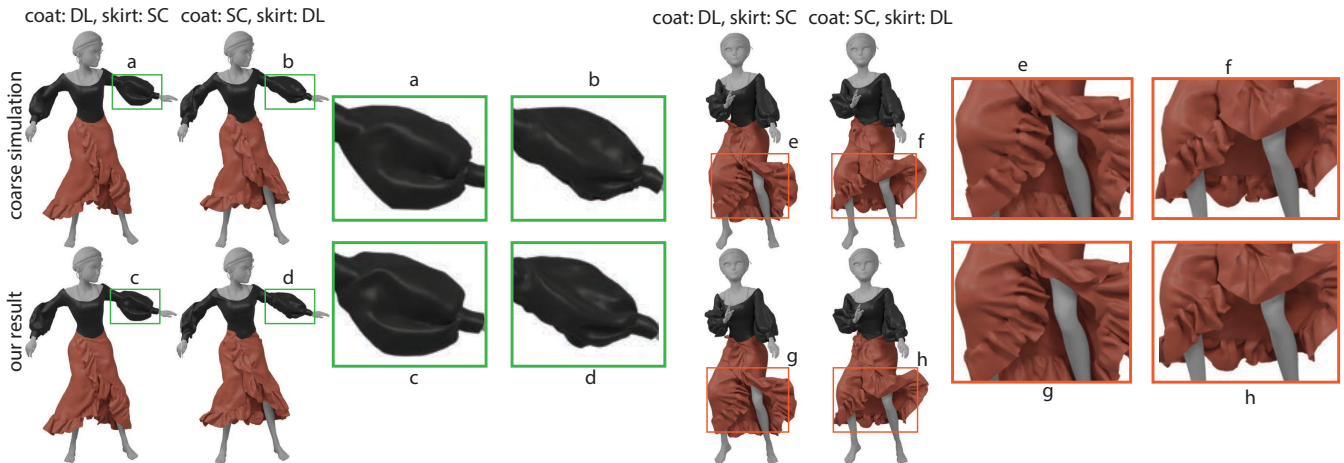 coat: DL, skirt: SC
coat: SC, skirt: DL
coat: DL, skirt: SC
coat: SC, skirt: DL
coarse simulation
a
b
a
b
e
f
e
f
our result
c
d
c
d
g
h
g
h